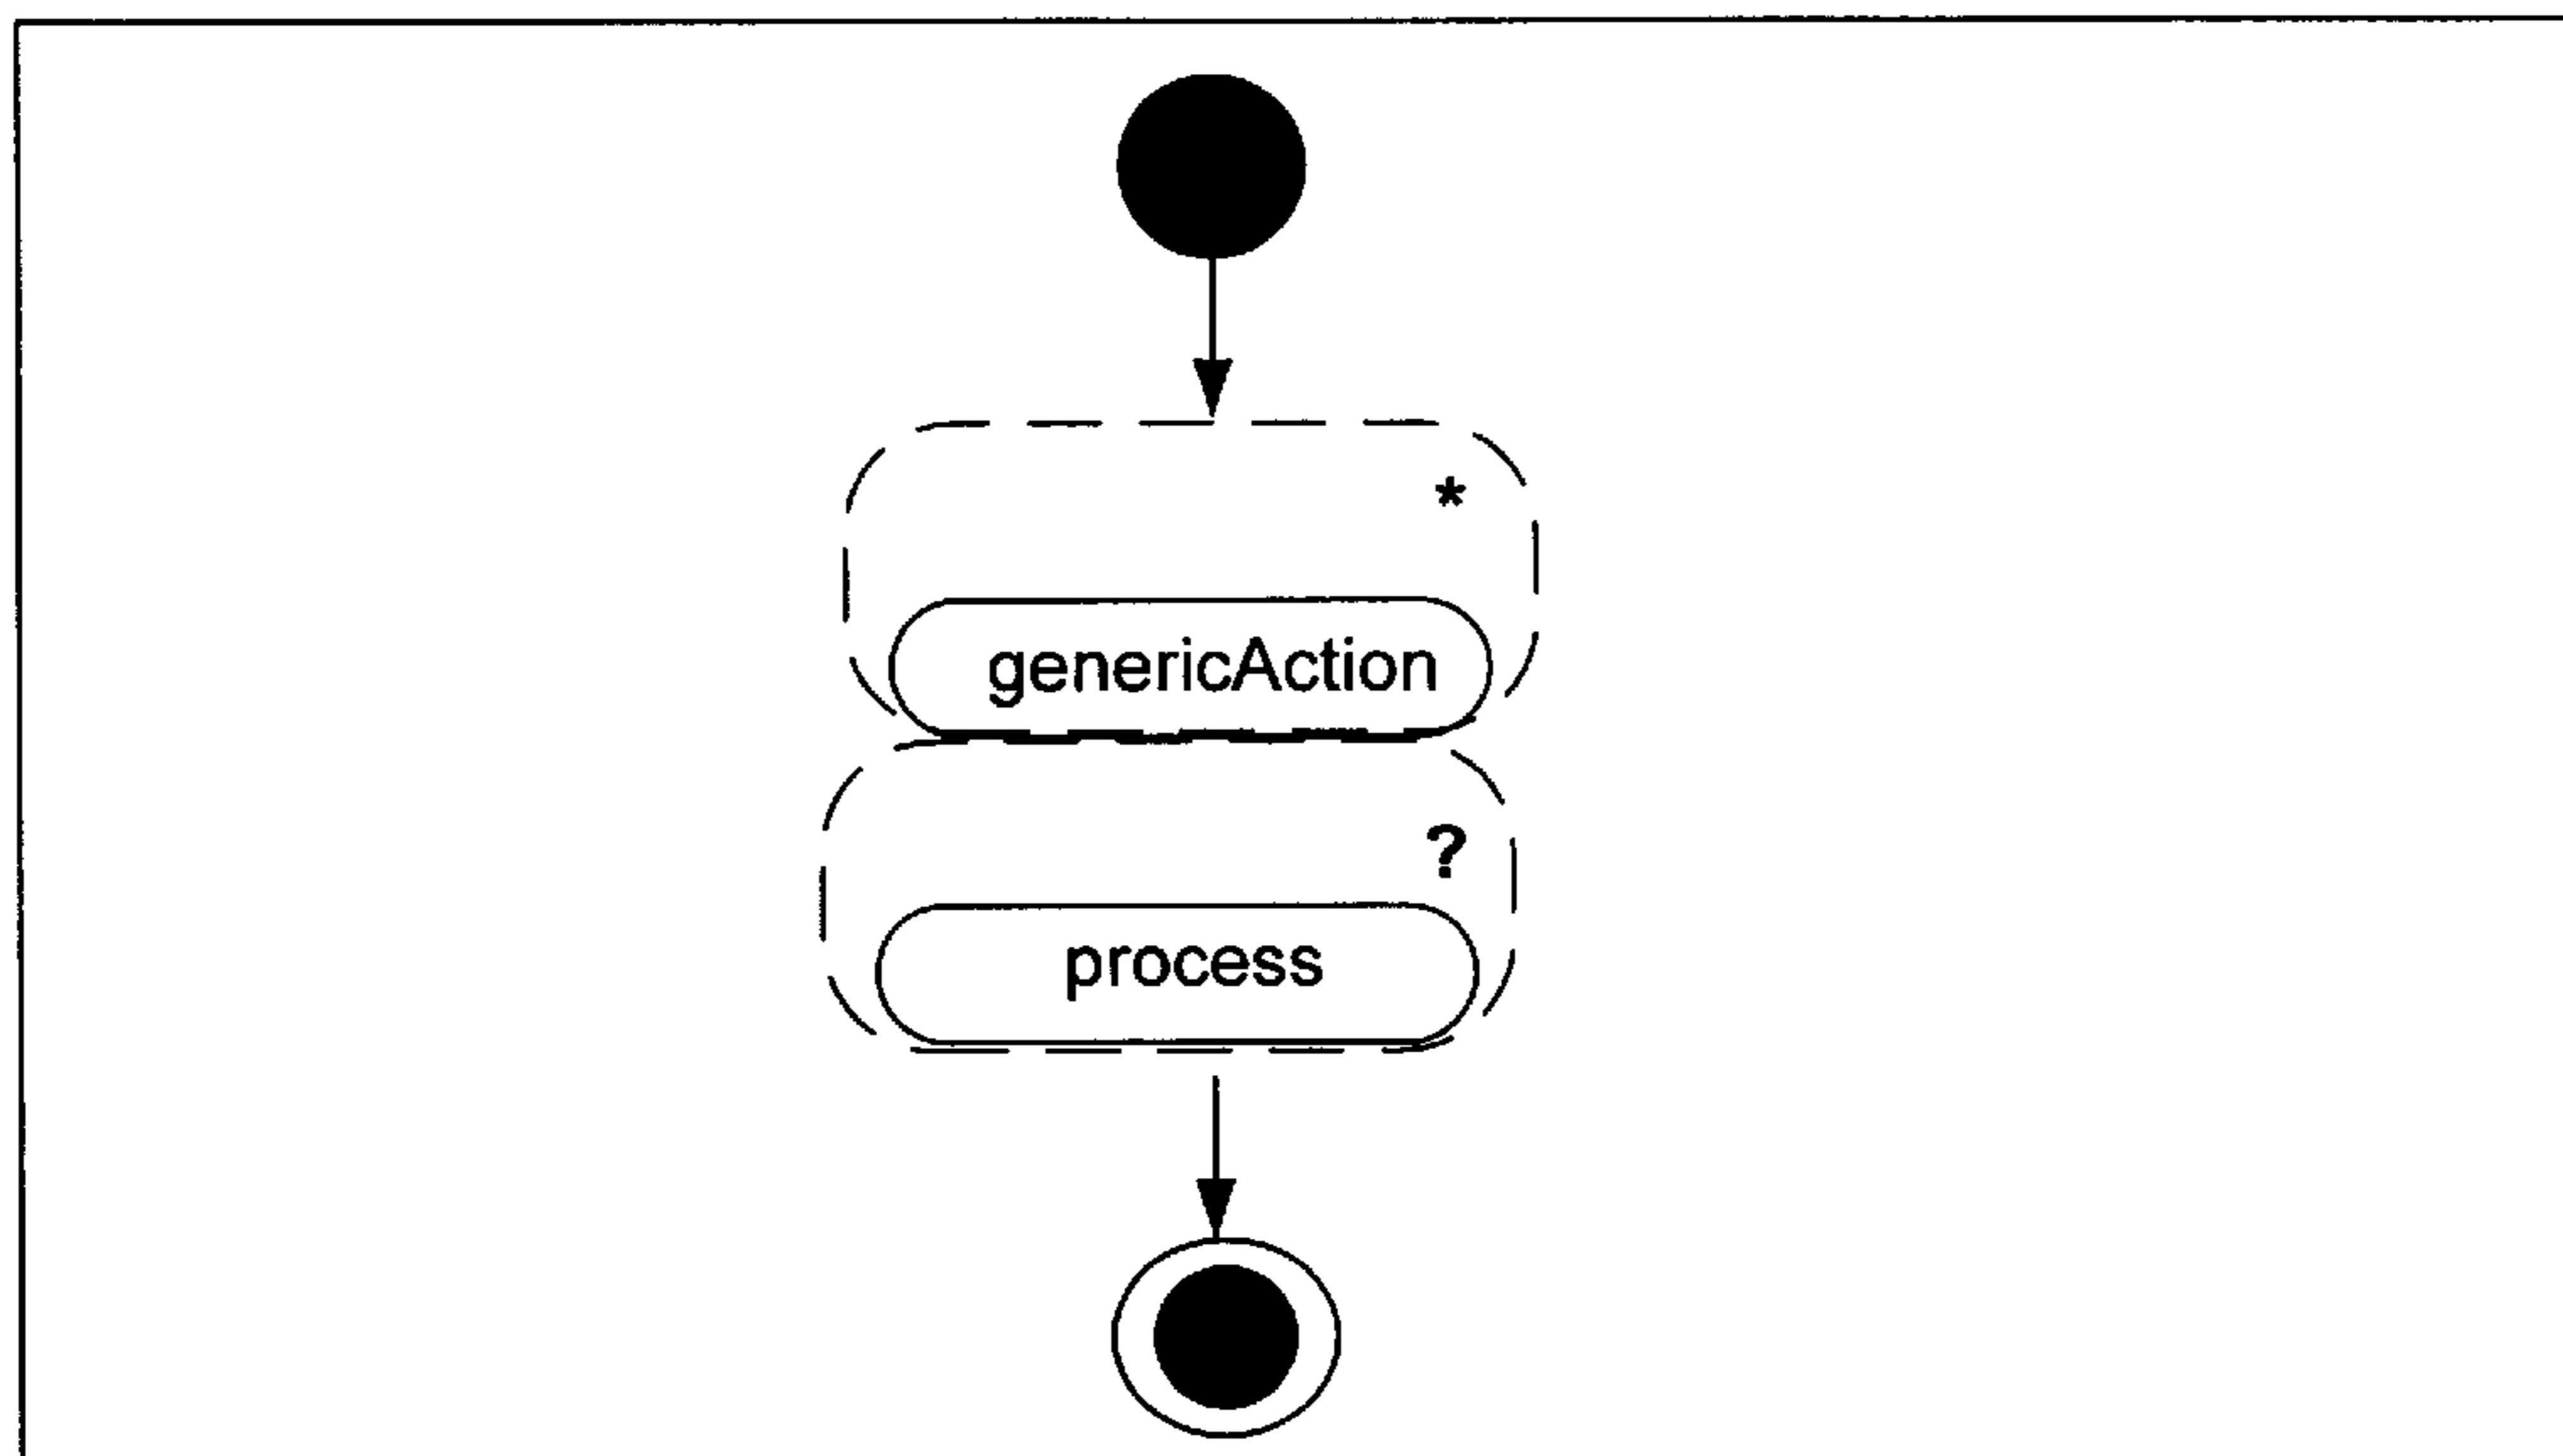 *
genericAction
?
process